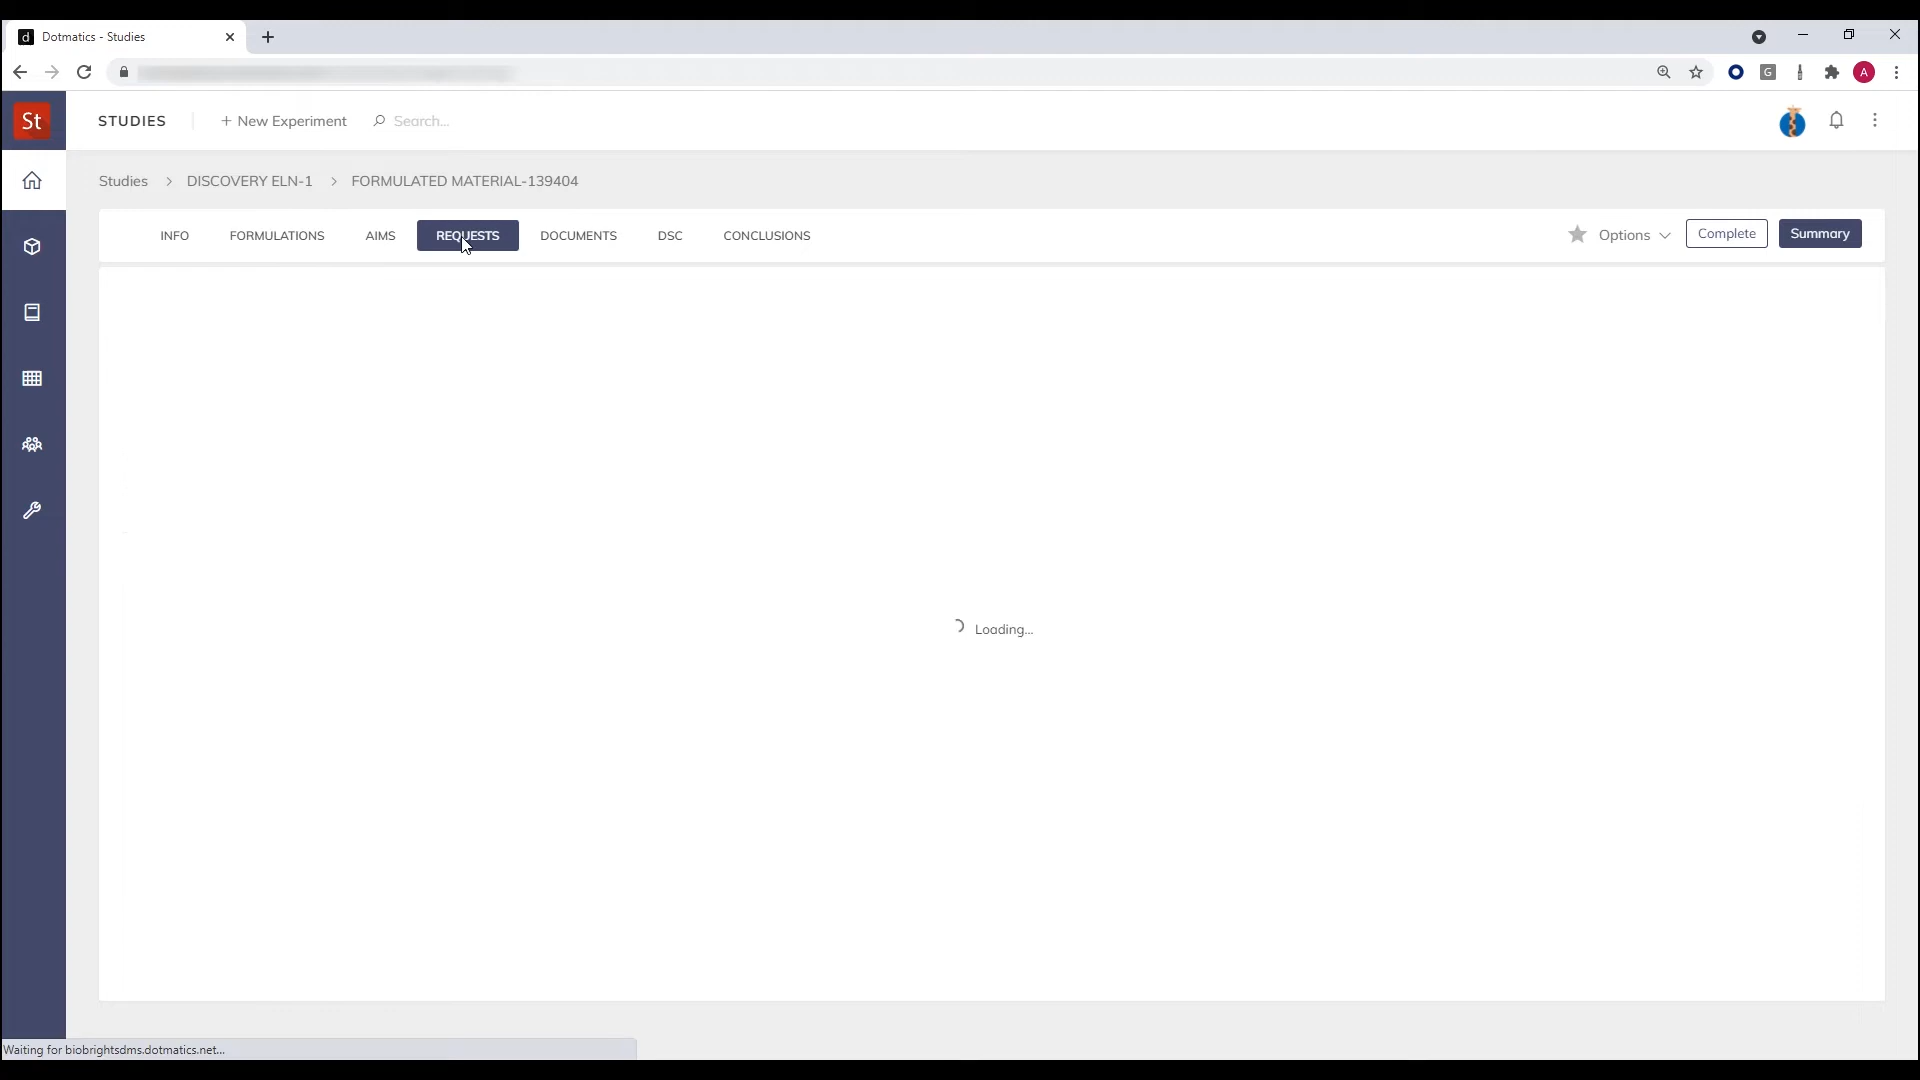 d Dotmatics - Studies
G
A
St
STUDIES
+ New Experiment
Search...
Studies > DISCOVERY ELN-1 > FORMULATED MATERIAL-139404
INFO FORMULATIONS AIMS REQUESTS DOCUMENTS DSC CONCLUSIONS
Options
Complete
Summary
Loading...
Waiting for biobrightsdms.dotmatics.net...